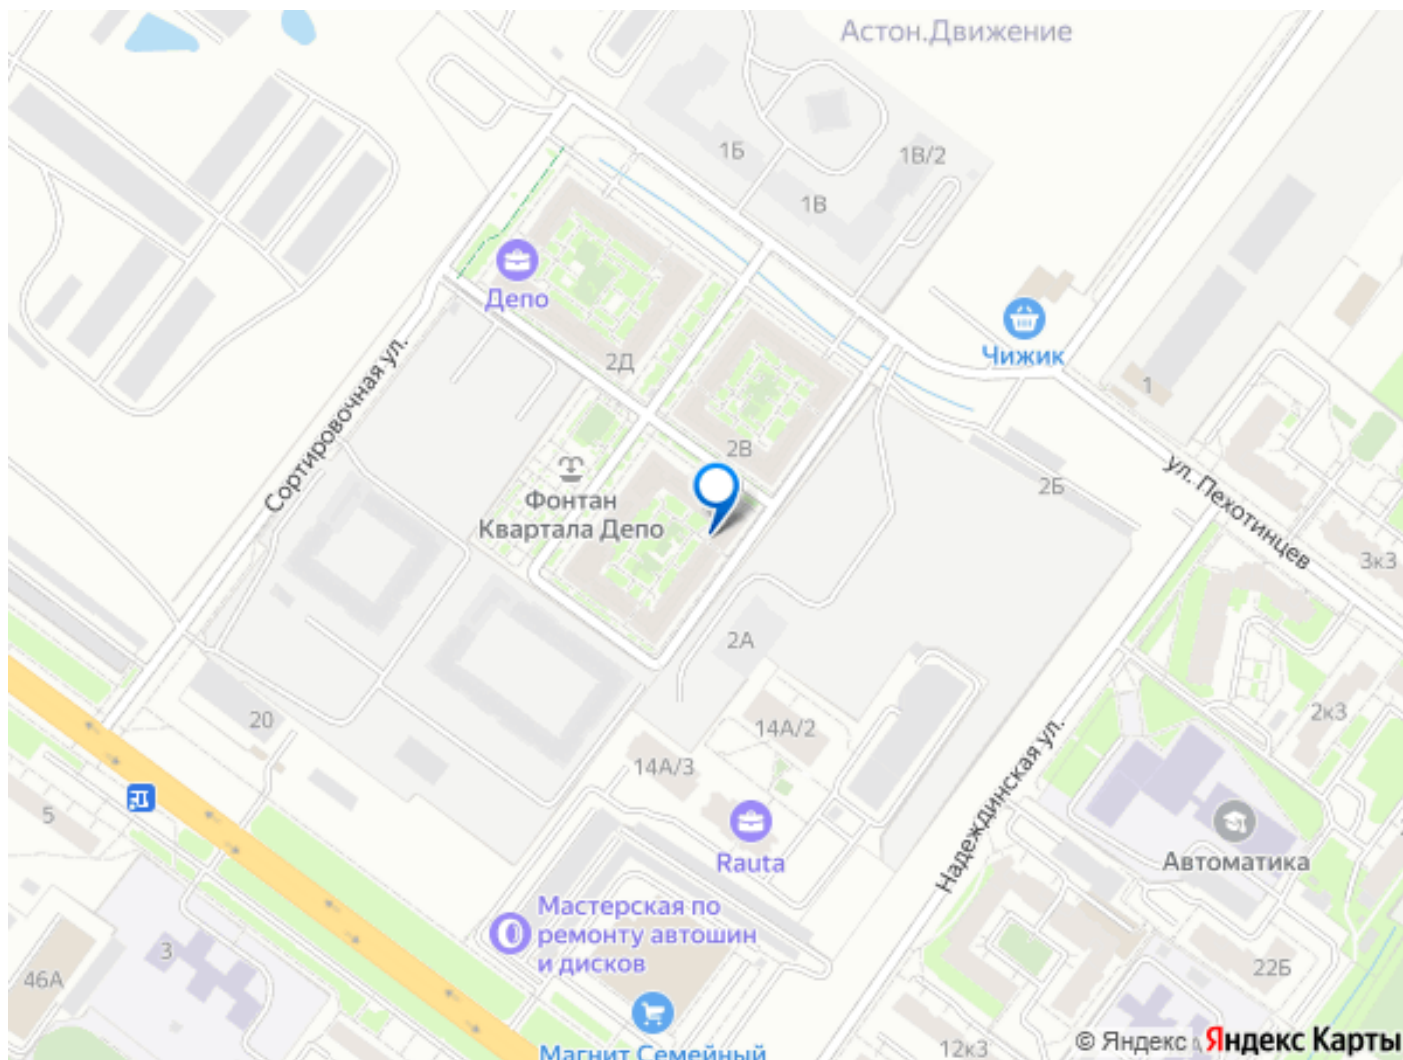 Астон.Движение
1Б
1В/2
1В
Депо
Чижик
2Д
1
Сортировочная ул.
2В
ул. Пехотинцев
2Б
Фонтан
Квартала Депо
3к3
2А
2к3
20
14А/2
14А/3
Надеждинская ул.
5
Rauta
Автоматика
Мастерская по
ремонту автошин
и дисков
3
46А
22Б
Магнит Семейный
12к3
© Яндекс
Яндекс Карты